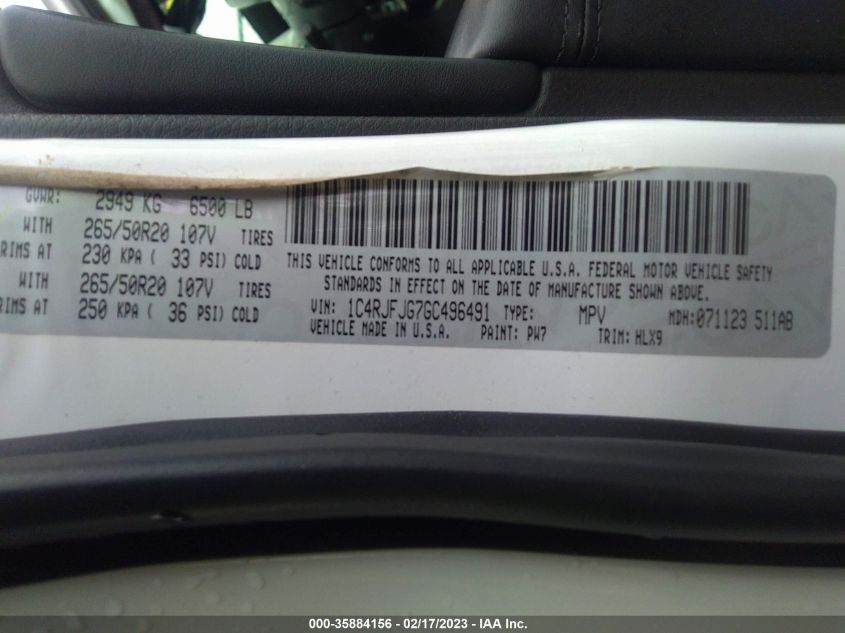 GVWR: 2949 KG 6500 LB
WITH 265/50R20 107V TIRES
RIMS AT 230 KPA ( 33 PSI) COLD
WITH 265/50R20 107V TIRES
RIMS AT 250 KPA ( 36 PSI) COLD
THIS VEHICLE CONFORMS TO ALL APPLICABLE U.S.A. FEDERAL MOTOR VEHICLE SAFETY
STANDARDS IN EFFECT ON THE DATE OF MANUFACTURE SHOWN ABOVE.
VIN: 1C4RJFJG7GC496491 TYPE: MPV MDH:071123 511AB
VEHICLE MADE IN U.S.A. PAINT: PW7 TRIM: HLX9
000-35884156 - 02/17/2023 - IAA Inc.